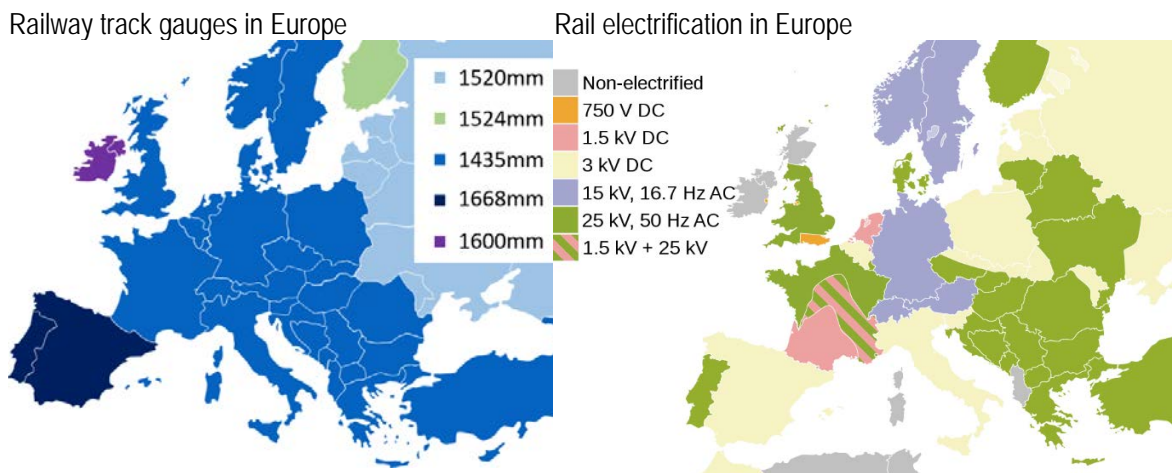 Railway track gauges in Europe
1520mm
1524mm
1435mm
1668mm
1600mm
Rail electrification in Europe
Non-electrified
750 V DC
1.5 kV DC
3 kV DC
15 kV, 16.7 Hz AC
25 kV, 50 Hz AC
1.5 kV + 25 kV